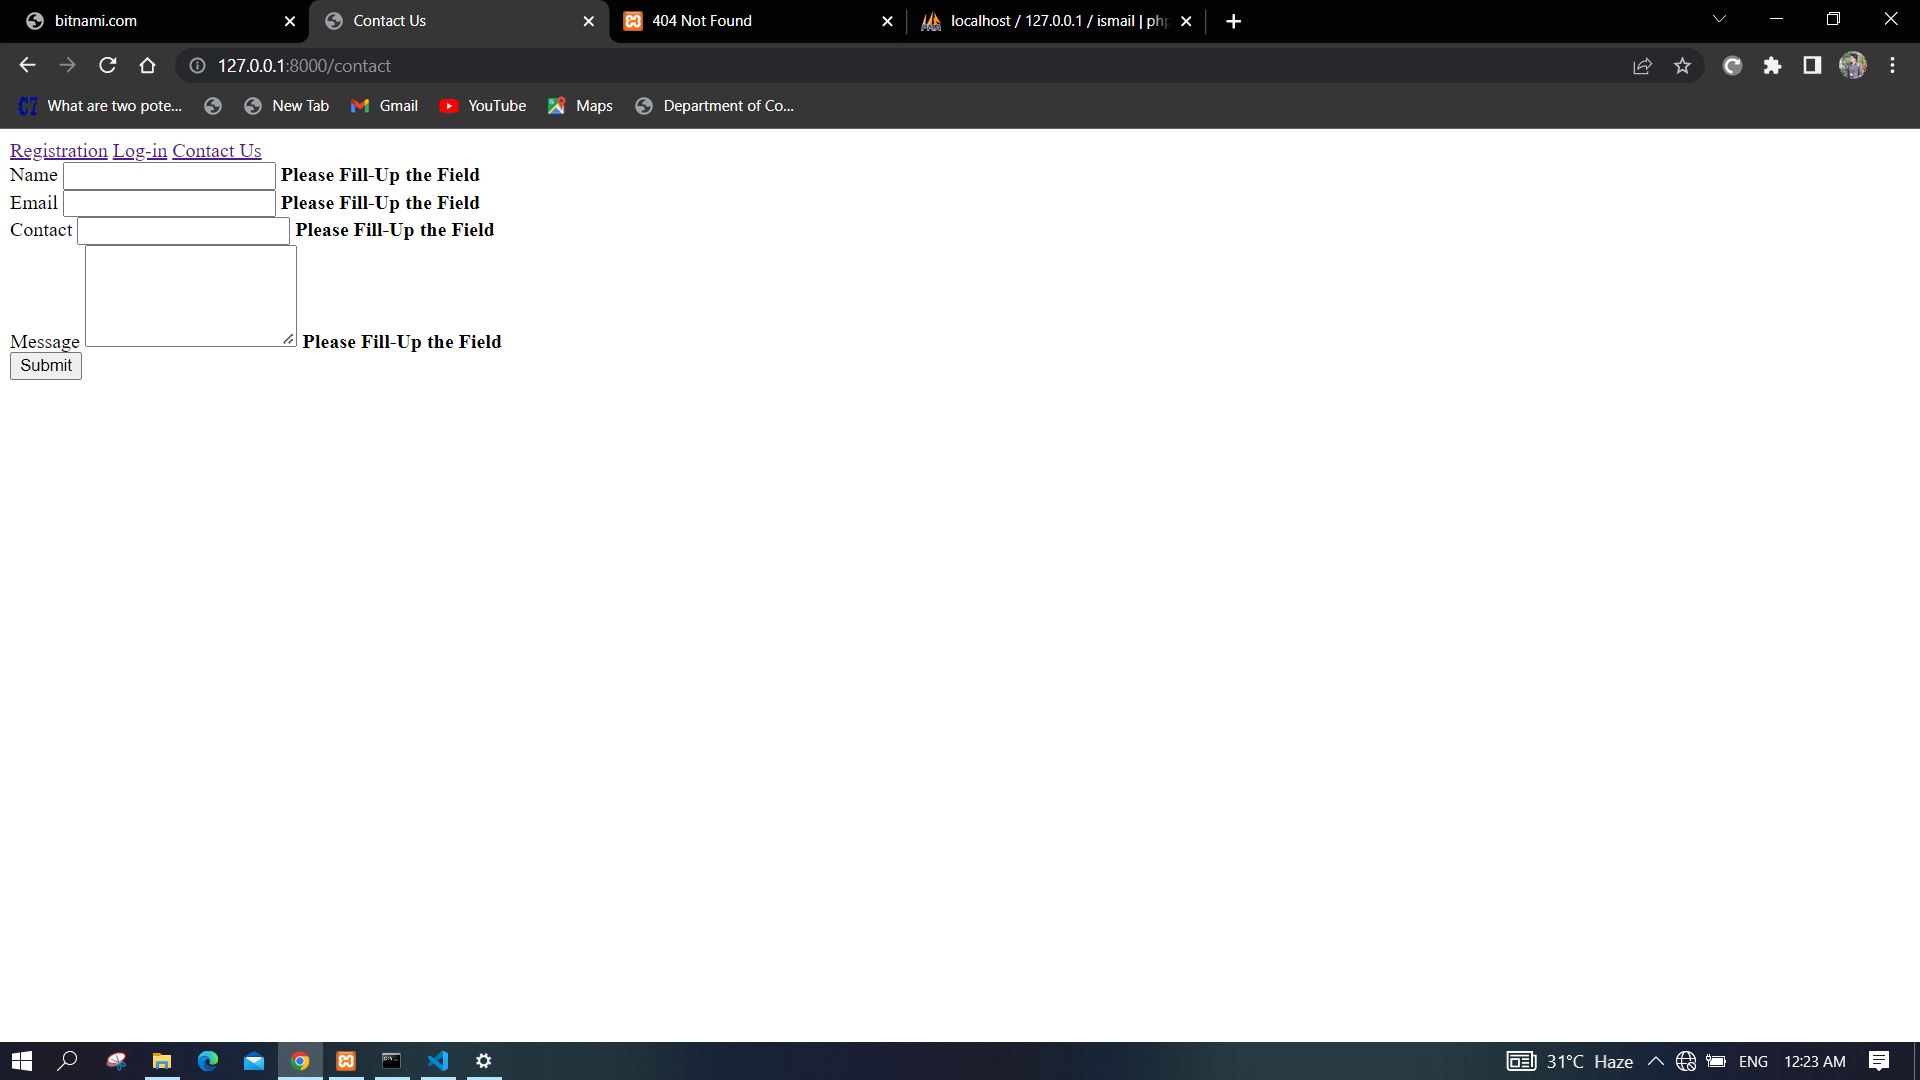 bitnami.com
Contact Us
404 Not Found
localhost / 127.0.0.1 / ismail | php
127.0.0.1:8000/contact
What are two pote...
New Tab
Gmail
YouTube
Maps
Department of Co...
Registration Log-in Contact Us
Name Please Fill-Up the Field
Email Please Fill-Up the Field
Contact Please Fill-Up the Field
Message Please Fill-Up the Field
Submit
31°C Haze ENG 12:23 AM